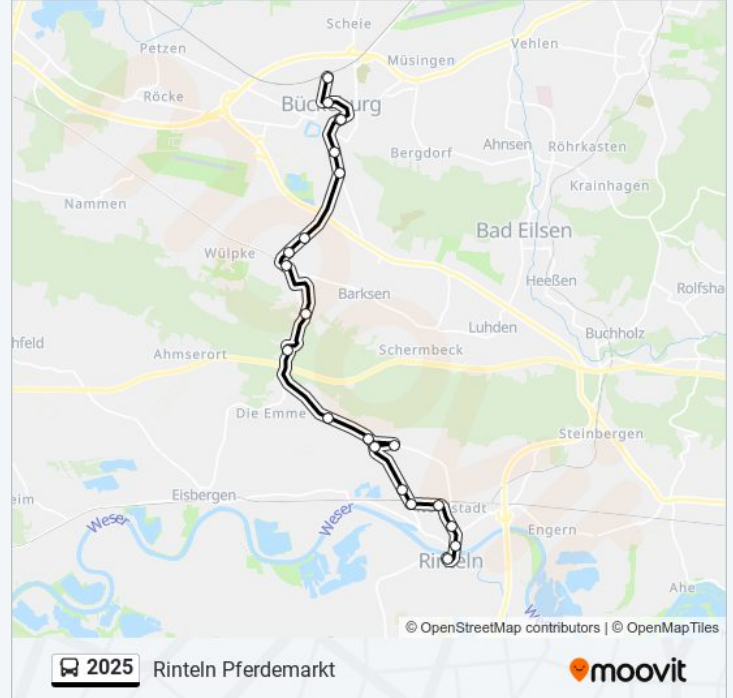 Scheie
Petzen
Vehlen
Müsingen
Röcke
Bückeburg
Ahnsen
Röhrkasten
Bergdorf
Krainhagen
Nammen
Bad Eilsen
Wülpke
Heeßen
Rolfsha
Barksen
Luhden
Buchholz
hfeld
Ahmserort
Schermbeck
Die Emme
Steinbergen
Eisbergen
eim
stadt
Weser
Weser
Engern
Rinteln
Ahe
W
© OpenStreetMap contributors | © OpenMapTiles
2025 Rinteln Pferdemarkt
moovit